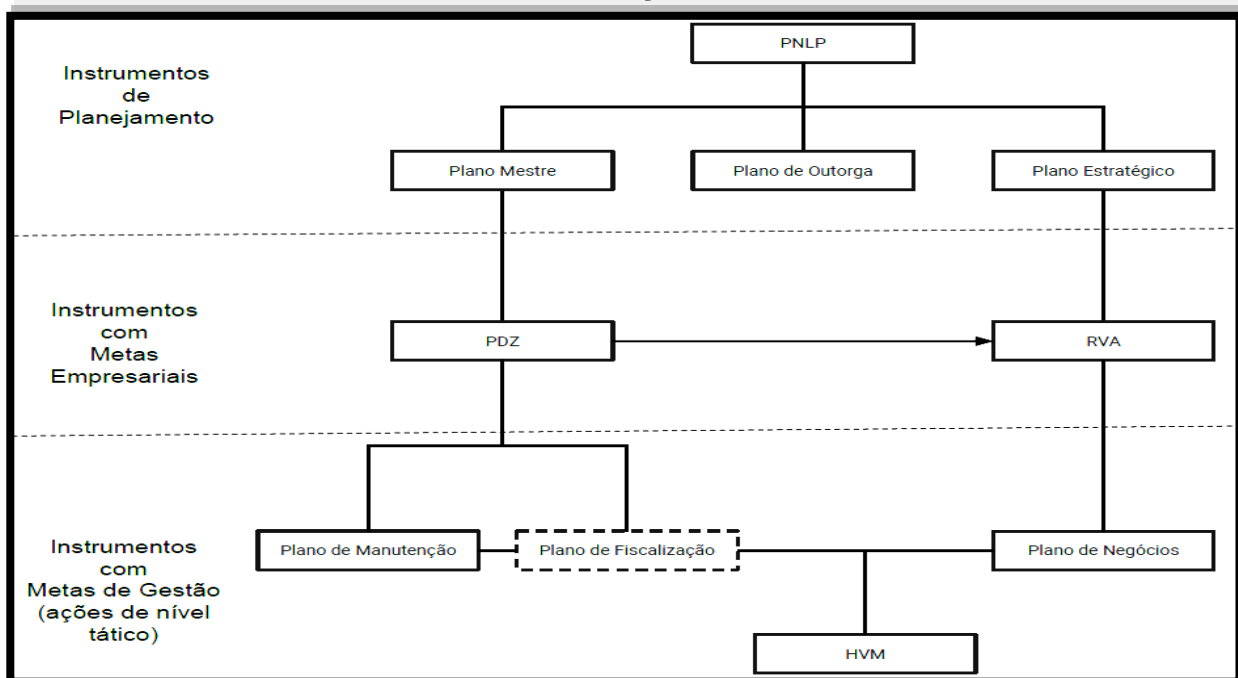 PNLP
Instrumentos
de
Planejamento
Plano Mestre
Plano de Outorga
Plano Estratégico
Instrumentos
com
Metas
Empresariais
PDZ
RVA
Instrumentos
com
Metas de Gestão
(ações de nível
tático)
Plano de Manutenção
Plano de Fiscalização
Plano de Negócios
HVM